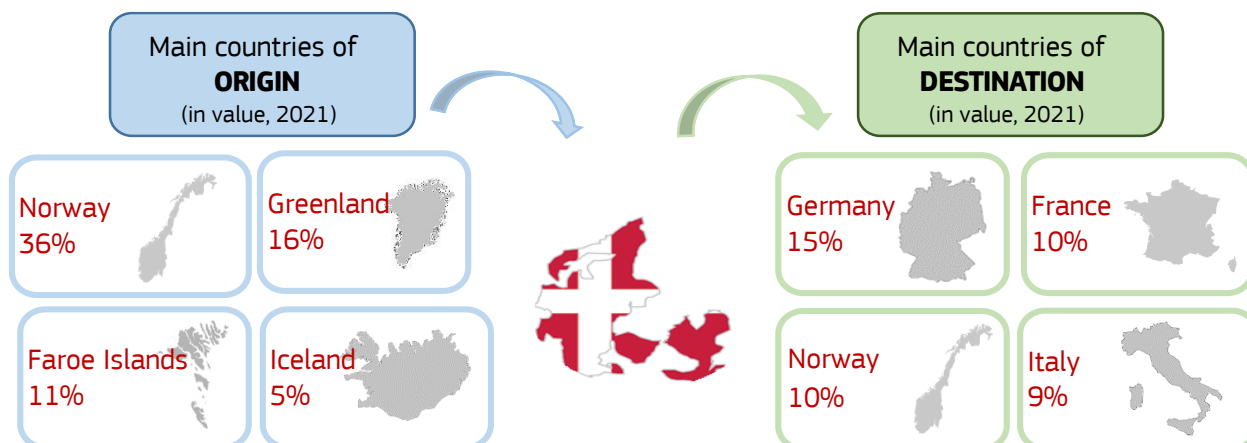 Main countries of
ORIGIN
(in value, 2021)
Main countries of
DESTINATION
(in value, 2021)
Norway
36%
Greenland
16%
Germany
15%
France
10%
Faroe Islands
11%
Iceland
5%
Norway
10%
Italy
9%